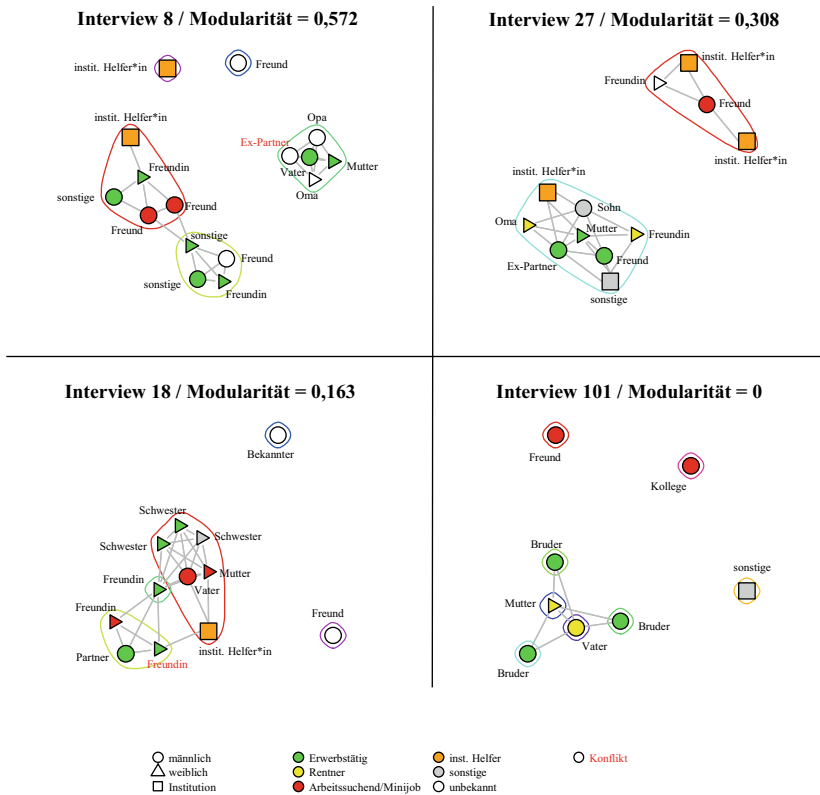 Interview 8 / Modularität = 0,572
instit. Helfer*in
Freund
instit. Helfer*in
Freundin
sonstige
Freund
Freund
Opa
Ex-Partner
Mutter
Vater
Oma
sonstige
Freund
sonstige
Freundin
Interview 27 / Modularität = 0,308
instit. Helfer*in
Freundin
Freund
instit. Helfer*in
instit. Helfer*in
Sohn
Oma
Mutter
Freundin
Ex-Partner
Freund
sonstige
Interview 18 / Modularität = 0,163
Bekannter
Schwester
Schwester
Schwester
Freundin
Mutter
Vater
Freundin
Freund
Partner
Freundin
instit. Helfer*in
Interview 101 / Modularität = 0
Freund
Kollege
Bruder
sonstige
Mutter
Bruder
Vater
Bruder
männlich
weiblich
Institution
Erwerbstätig
Rentner
Arbeitssuchend/Minijob
inst. Helfer
sonstige
unbekannt
Konflikt